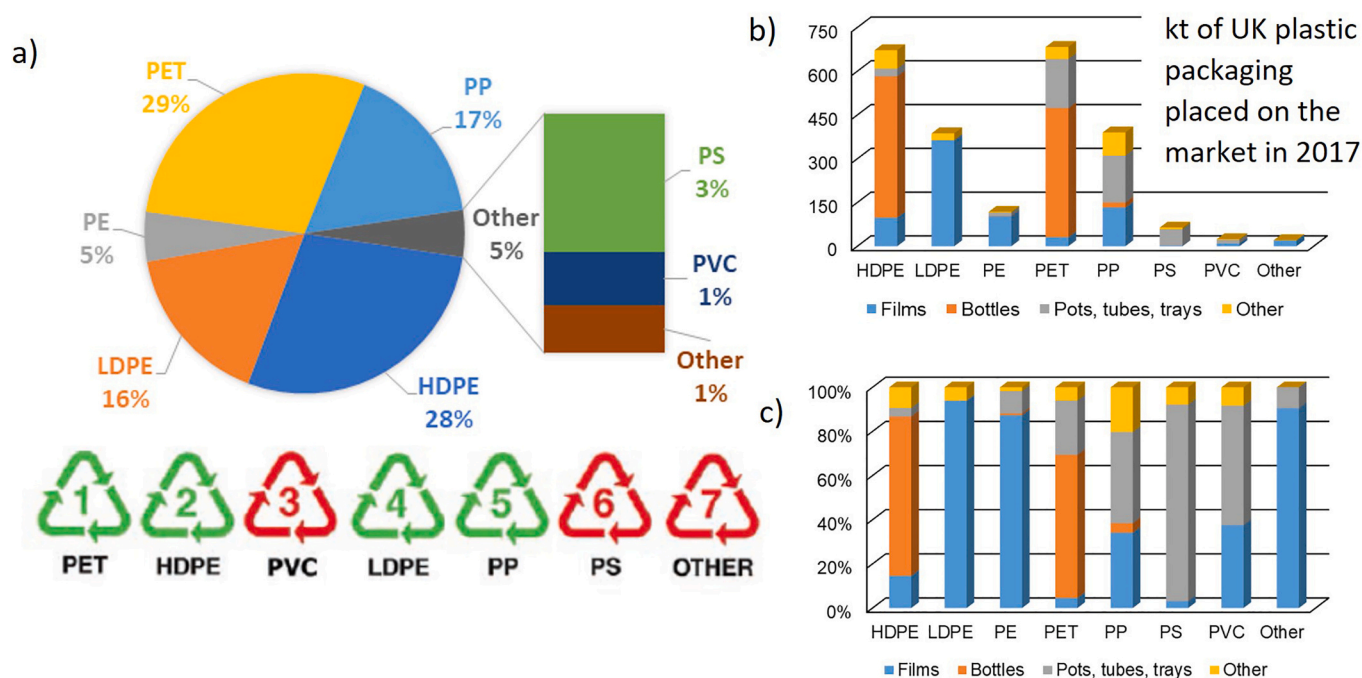 a)
PET
29%
PP
17%
PE
5%
Other
5%
PS
3%
PVC
1%
Other
1%
LDPE
16%
HDPE
28%
1
PET
2
HDPE
3
PVC
4
LDPE
5
PP
6
PS
7
OTHER
b)
kt of UK plastic
packaging
placed on the
market in 2017
750
600
450
300
150
0
HDPE LDPE PE PET PP PS PVC Other
Films Bottles Pots, tubes, trays Other
c)
100%
80%
60%
40%
20%
0%
HDPE LDPE PE PET PP PS PVC Other
Films Bottles Pots, tubes, trays Other